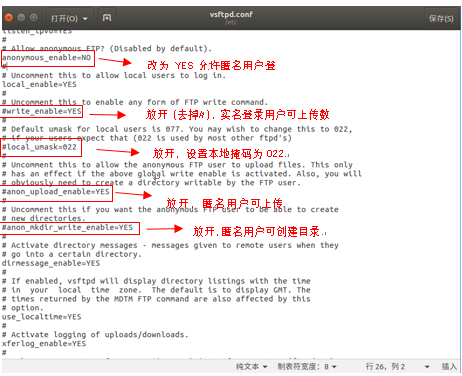 打开(O)
vsftpd.conf
/etc
保存(S)
listen_ipv6=YES
#
# Allow anonymous FTP? (Disabled by default).
anonymous_enable=NO
改为 YES 允许匿名用户登
#
# Uncomment this to allow local users to log in.
local_enable=YES
#
# Uncomment this to enable any form of FTP write command.
#write_enable=YES
放开（去掉#），实名登录用户可上传数
#
# Default umask for local users is 077. You may wish to change this to 022,
# if your users expect that (022 is used by most other ftpd's)
#local_umask=022
放开，设置本地掩码为 022.
#
# Uncomment this to allow the anonymous FTP user to upload files. This only
# has an effect if the above global write enable is activated. Also, you will
# obviously need to create a directory writable by the FTP user.
#anon_upload_enable=YES
放开， 匿名用户可上传
#
# Uncomment this if you want the anonymous FTP user to be able to create
# new directories.
#anon_mkdir_write_enable=YES
放开,匿名用户可创建目录.
#
# Activate directory messages - messages given to remote users when they
# go into a certain directory.
dirmessage_enable=YES
#
# If enabled, vsftpd will display directory listings with the time
# in your local time zone. The default is to display GMT. The
# times returned by the MDTM FTP command are also affected by this
# option.
use_localtime=YES
#
# Activate logging of uploads/downloads.
xferlog_enable=YES
#
纯文本 制表符宽度：8 行 26，列 2 插入